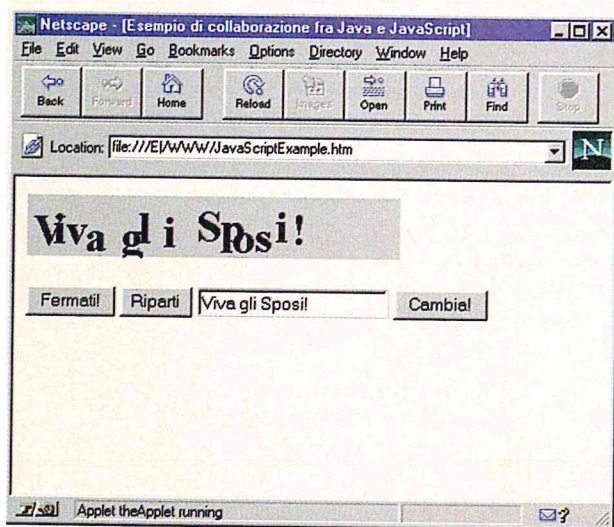 Netscape - [Esempio di collaborazione fra Java e JavaScript]
File Edit View Go Bookmarks Options Directory Window Help
Back Forward Home Reload Images Open Print Find Stop
Location: file:///E|/WWW/JavaScriptExample.htm
N
Viva gli Sposi!
Fermati! Riparti Viva gli Sposi! Cambia!
Applet theApplet running